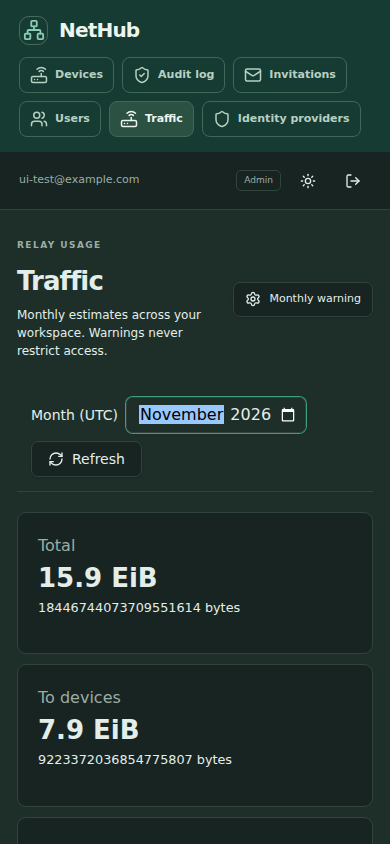 NetHub
Devices
Audit log
Invitations
Users
Traffic
Identity providers
ui-test@example.com
Admin
RELAY USAGE
Traffic
Monthly estimates across your
workspace. Warnings never
restrict access.
Monthly warning
Month (UTC)
November 2026
Refresh
Total
15.9 EiB
18446744073709551614 bytes
To devices
7.9 EiB
9223372036854775807 bytes